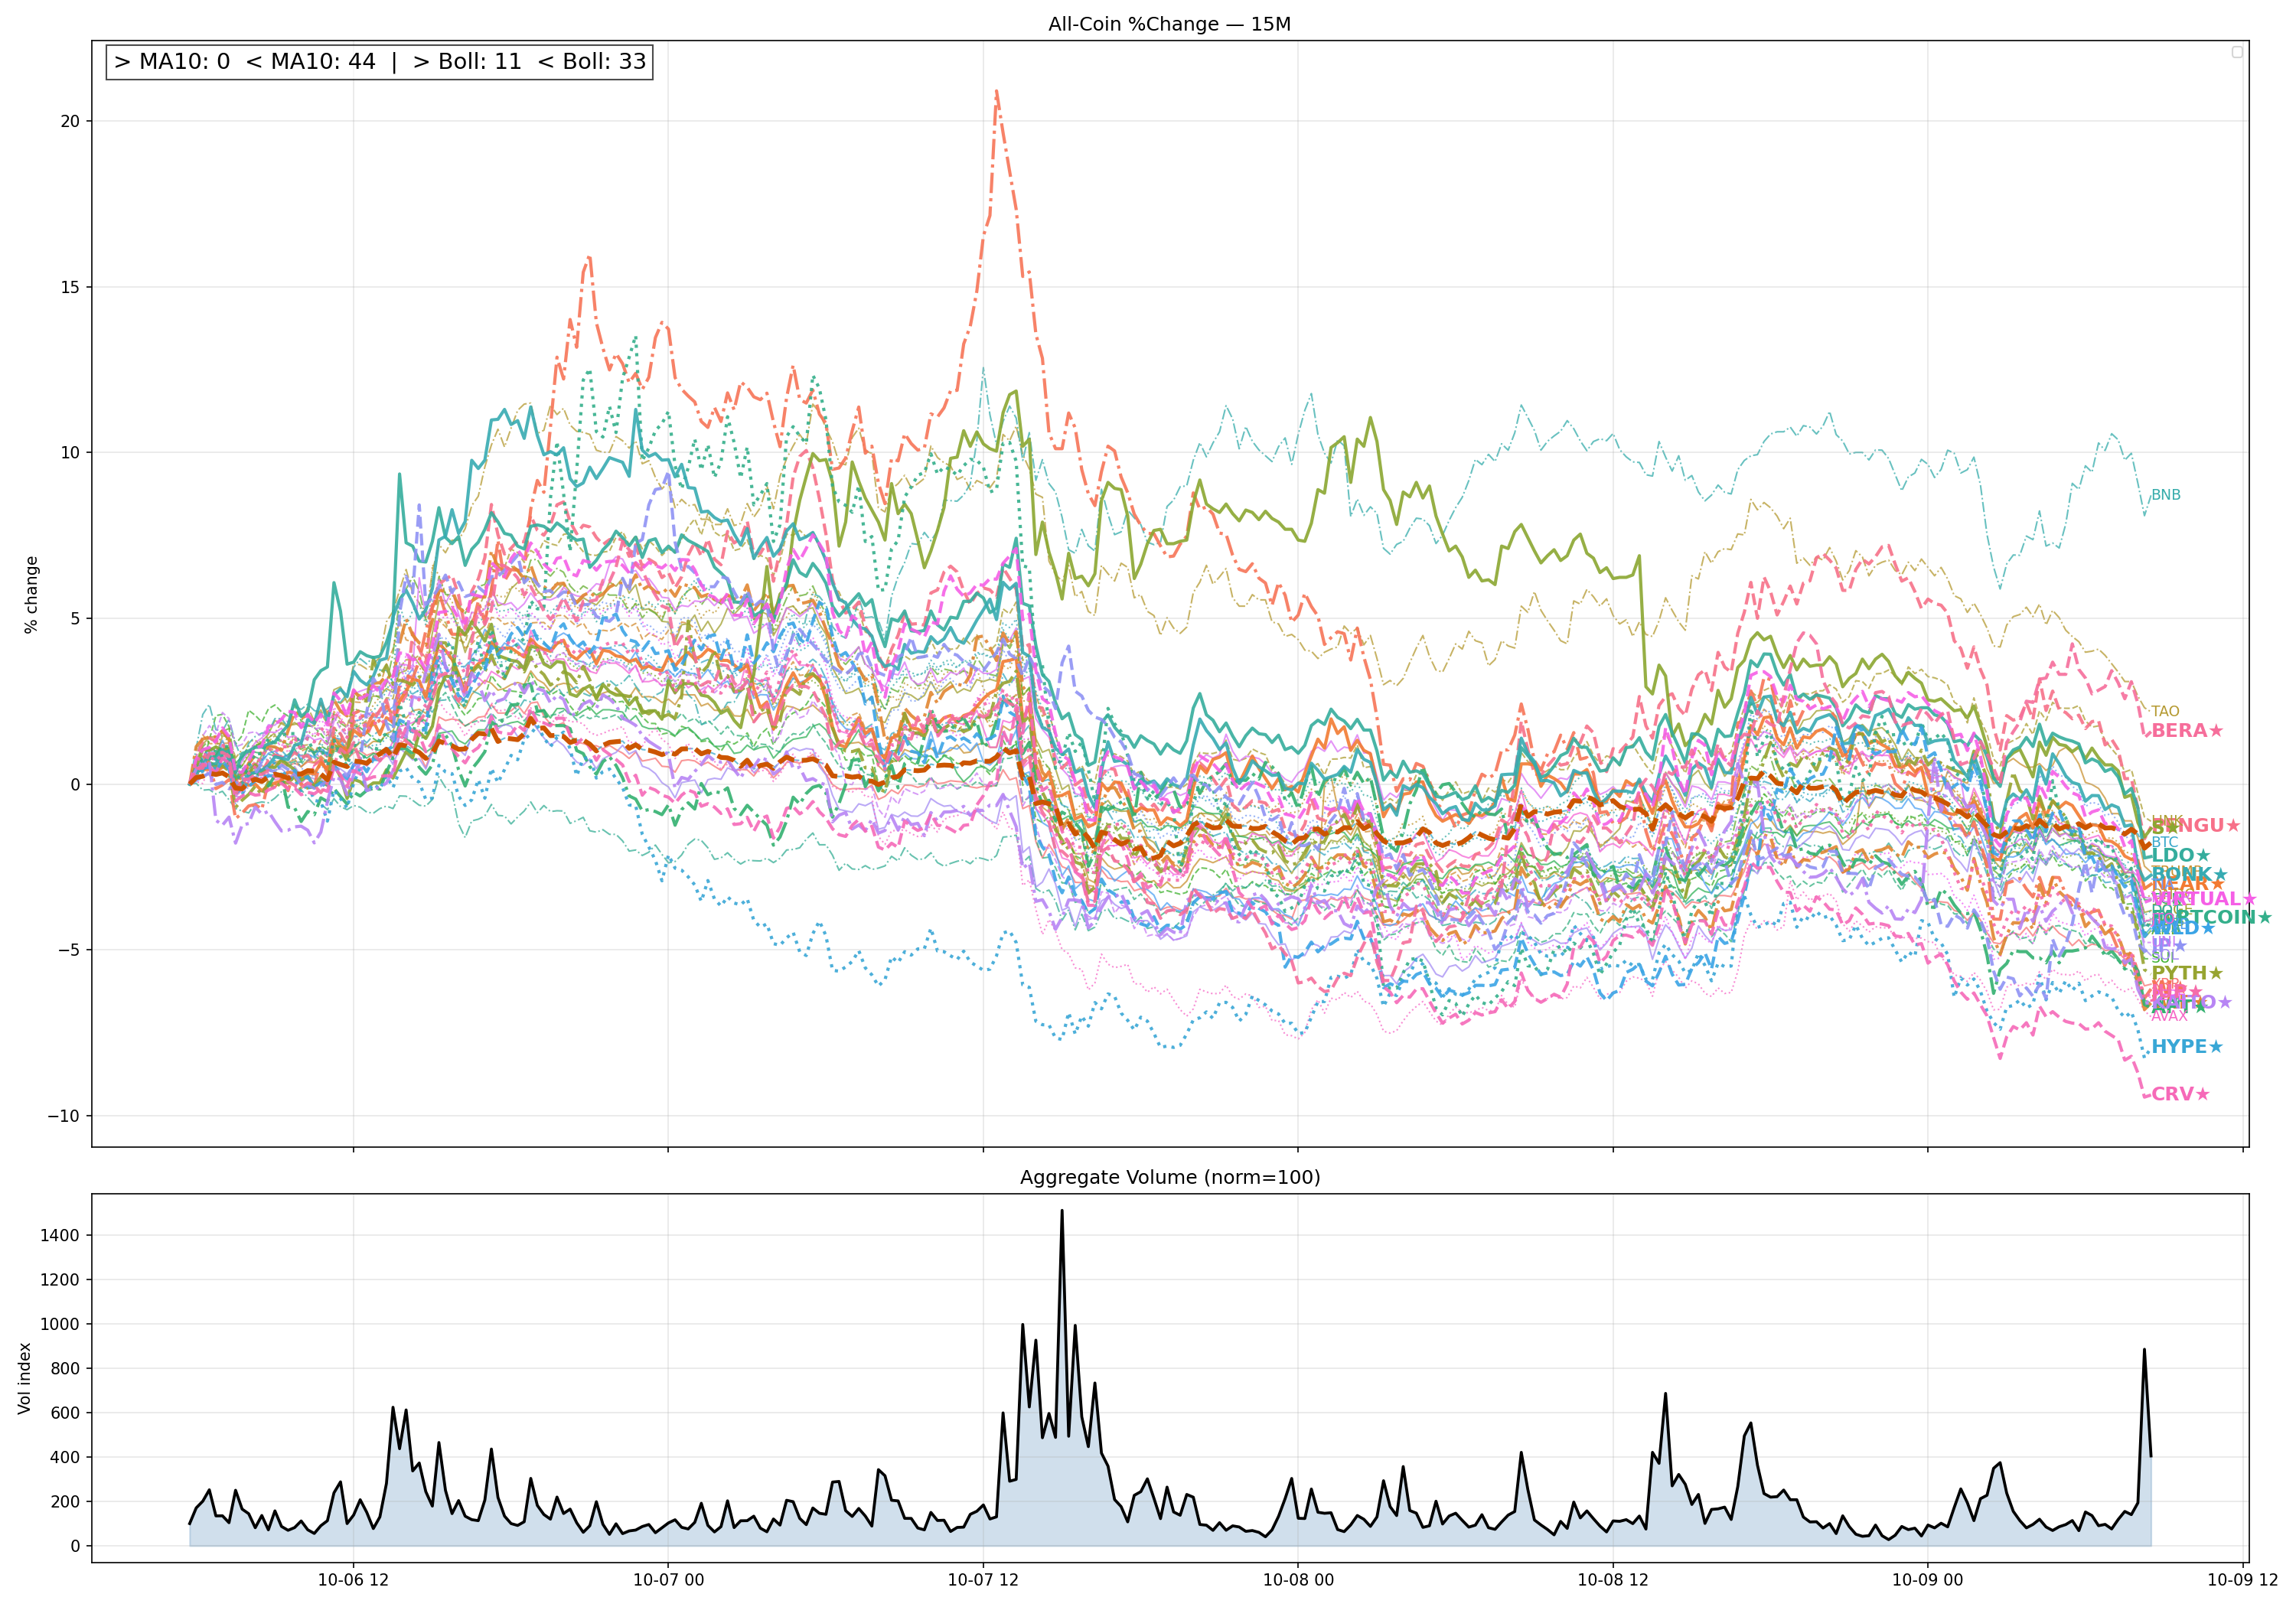 All-Coin %Change — 15M
> MA10: 0 < MA10: 44 | > Boll: 11 < Boll: 33
% change
20
15
10
5
0
−5
−10
BNB
TAO
BERA★
BTC
LDO★
BONK★
NEAR★
VIRTUAL★
SUI
PYTH★
AVAX
HYPE★
CRV★
Aggregate Volume (norm=100)
Vol index
1400
1200
1000
800
600
400
200
0
10-06 12
10-07 00
10-07 12
10-08 00
10-08 12
10-09 00
10-09 12